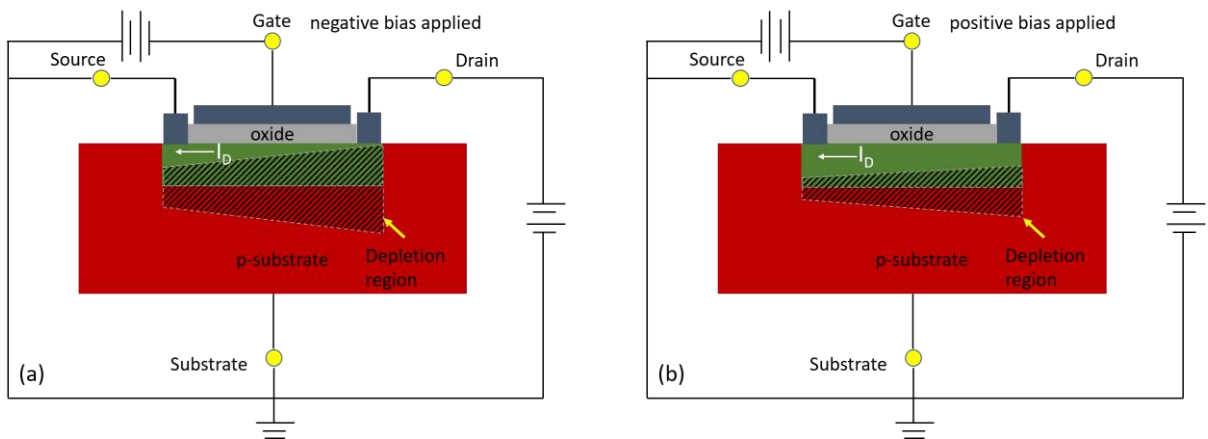 Gate
negative bias applied
Source
Drain
oxide
I_D
p-substrate
Depletion
region
Substrate
(a)
Gate
positive bias applied
Source
Drain
oxide
I_D
p-substrate
Depletion
region
Substrate
(b)